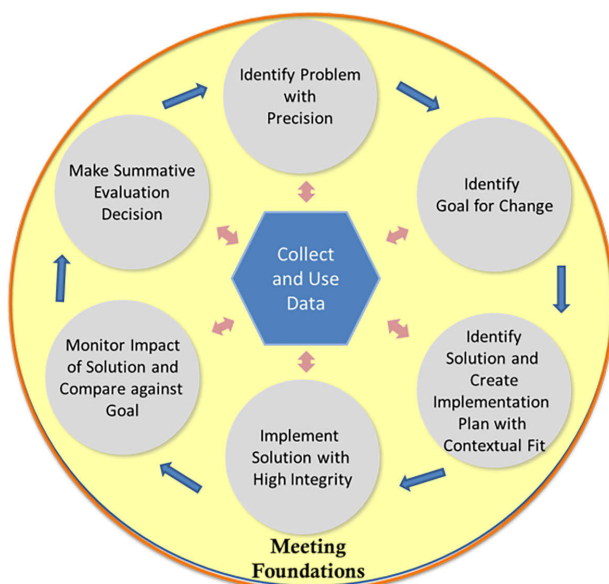 Identify Problem
with
Precision
Identify
Goal for Change
Identify
Solution and
Create
Implementation
Plan with
Contextual Fit
Implement
Solution with
High Integrity
Monitor Impact
of Solution and
Compare against
Goal
Make Summative
Evaluation
Decision
Collect
and Use
Data
Meeting
Foundations